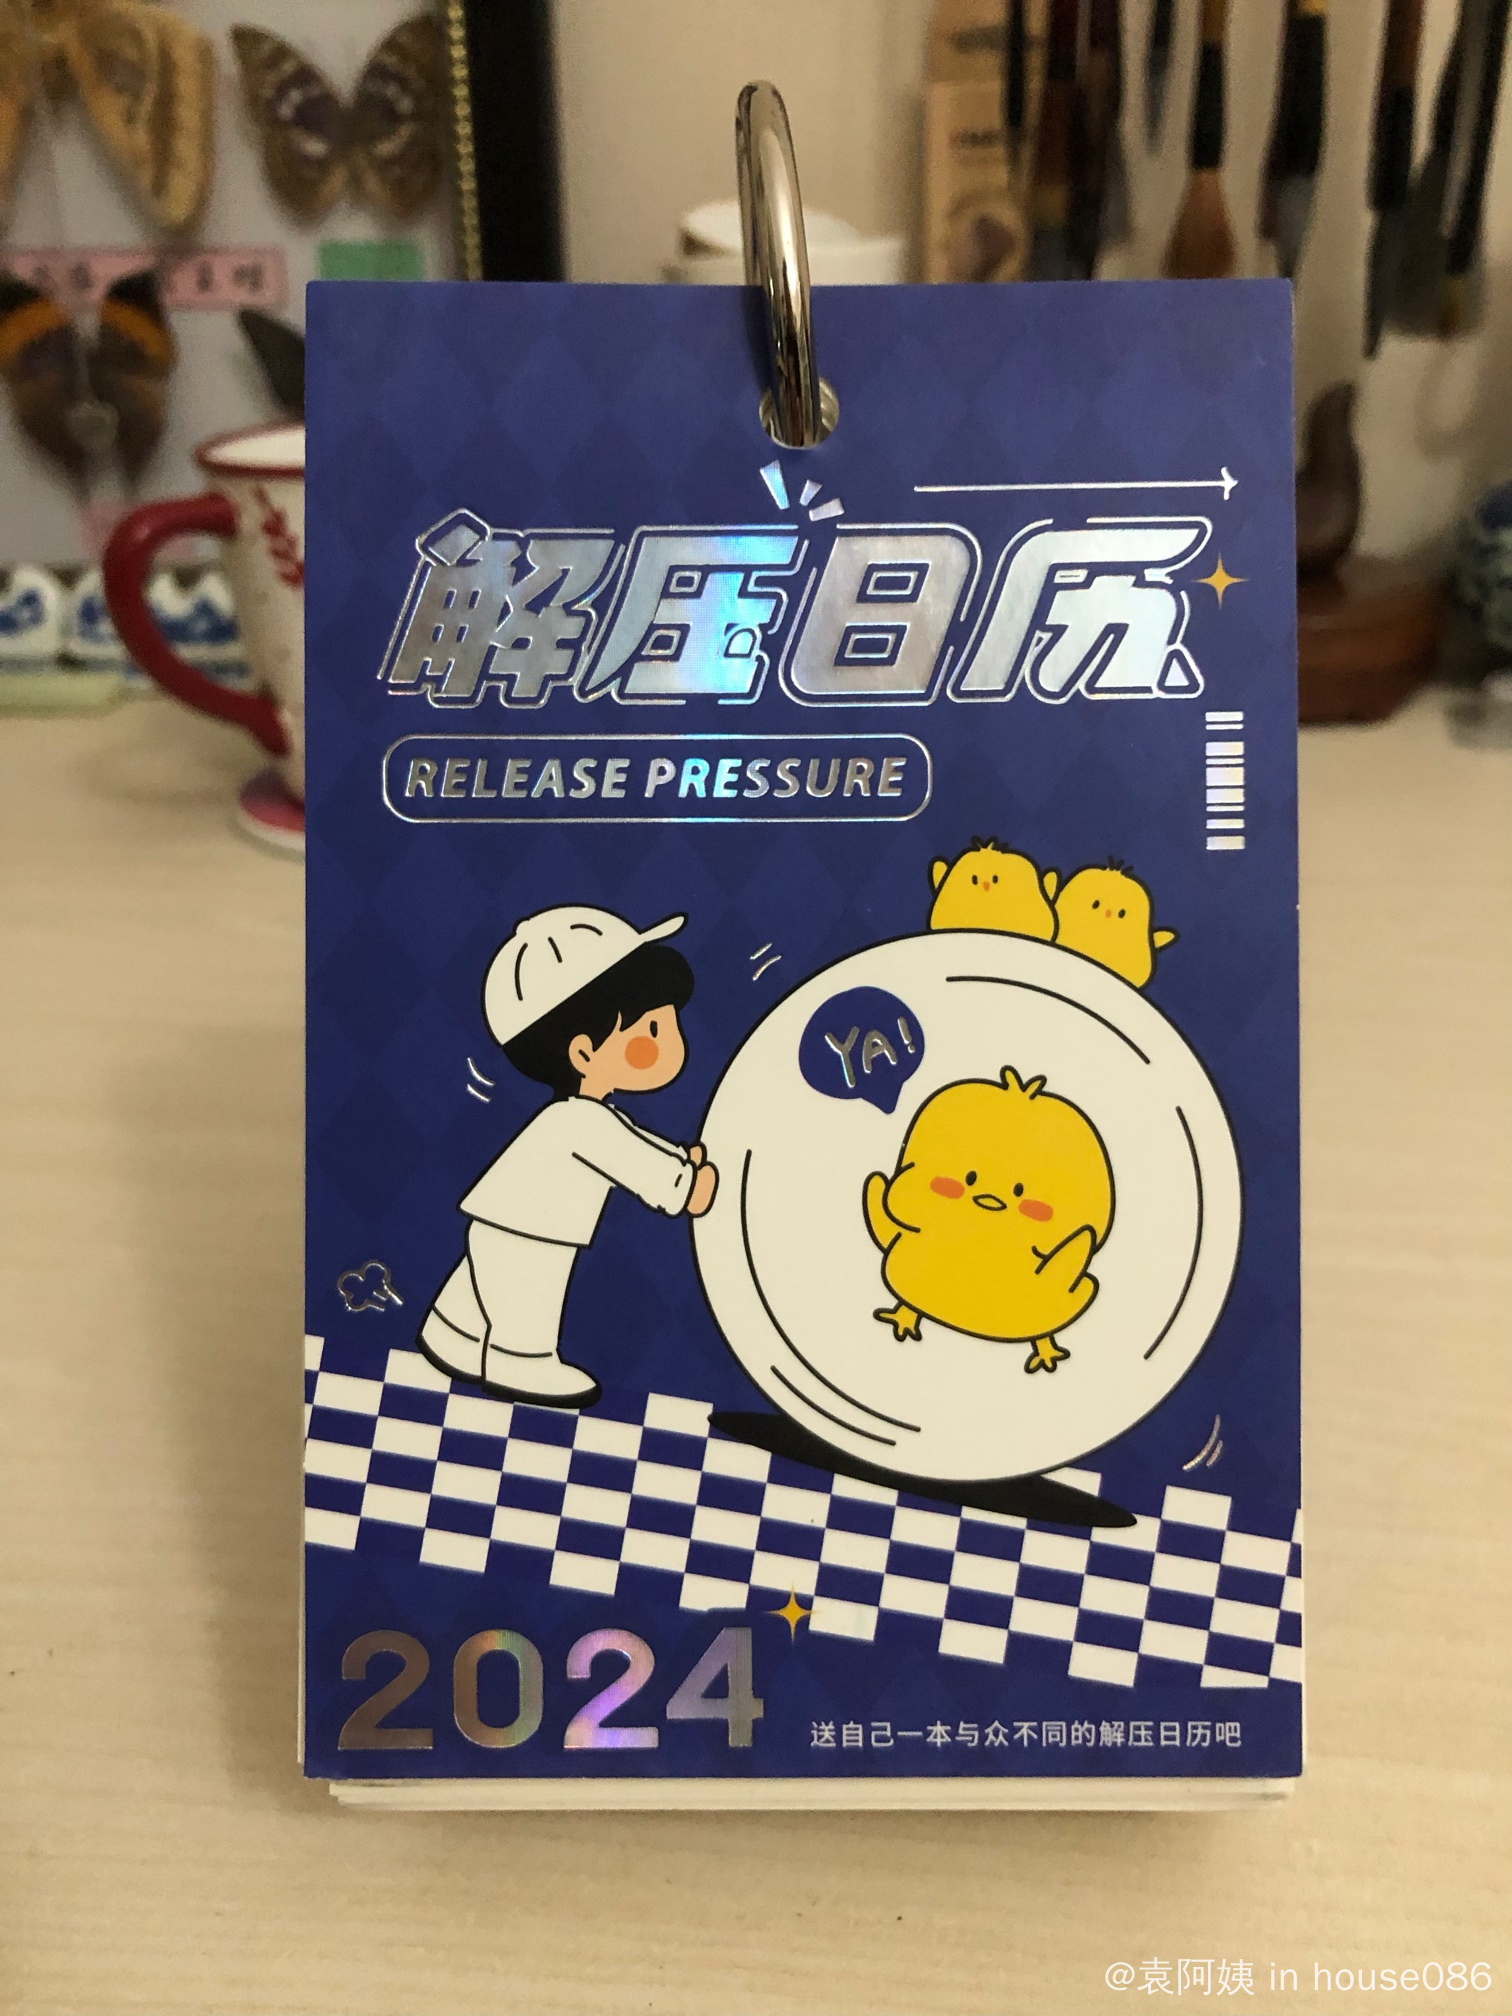 解压日历
RELEASE PRESSURE
YA!
2024
送自己一本与众不同的解压日历吧
@袁阿姨 in house086